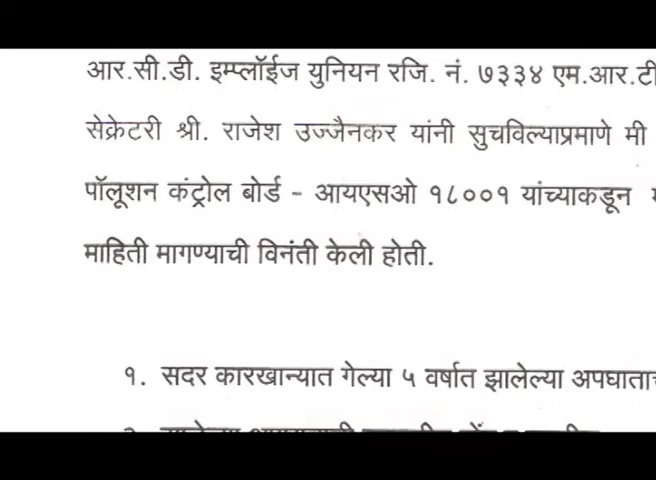 आर.सी.डी. इम्प्लॉईज युनियन रजि. नं. ७३३४ एम.आर.टी
सेक्रेटरी श्री. राजेश उज्जैनकर यांनी सुचविल्याप्रमाणे मी
पॉलूशन कंट्रोल बोर्ड - आयएसओ १८००१ यांच्याकडून
माहिती मागण्याची विनंती केली होती.
१. सदर कारखान्यात गेल्या ५ वर्षात झालेल्या